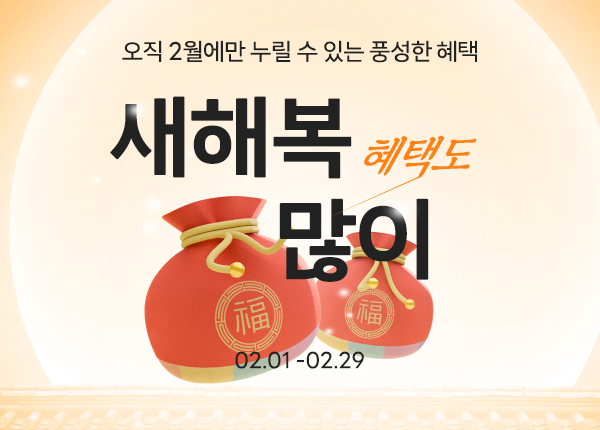 오직 2월에만 누릴 수 있는 풍성한 혜택
새해복 혜택도
많이
福
福
02.01 -02.29